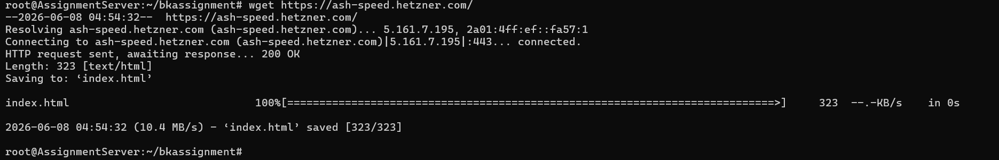 root@AssignmentServer:~/bkassignment# wget https://ash-speed.hetzner.com/
--2026-06-08 04:54:32--  https://ash-speed.hetzner.com/
Resolving ash-speed.hetzner.com (ash-speed.hetzner.com)... 5.161.7.195, 2a01:4ff:ef::fa57:1
Connecting to ash-speed.hetzner.com (ash-speed.hetzner.com)|5.161.7.195|:443... connected.
HTTP request sent, awaiting response... 200 OK
Length: 323 [text/html]
Saving to: ‘index.html’
index.html                             100%[============================================================================>]     323  --.-KB/s    in 0s
2026-06-08 04:54:32 (10.4 MB/s) - ‘index.html’ saved [323/323]
root@AssignmentServer:~/bkassignment#